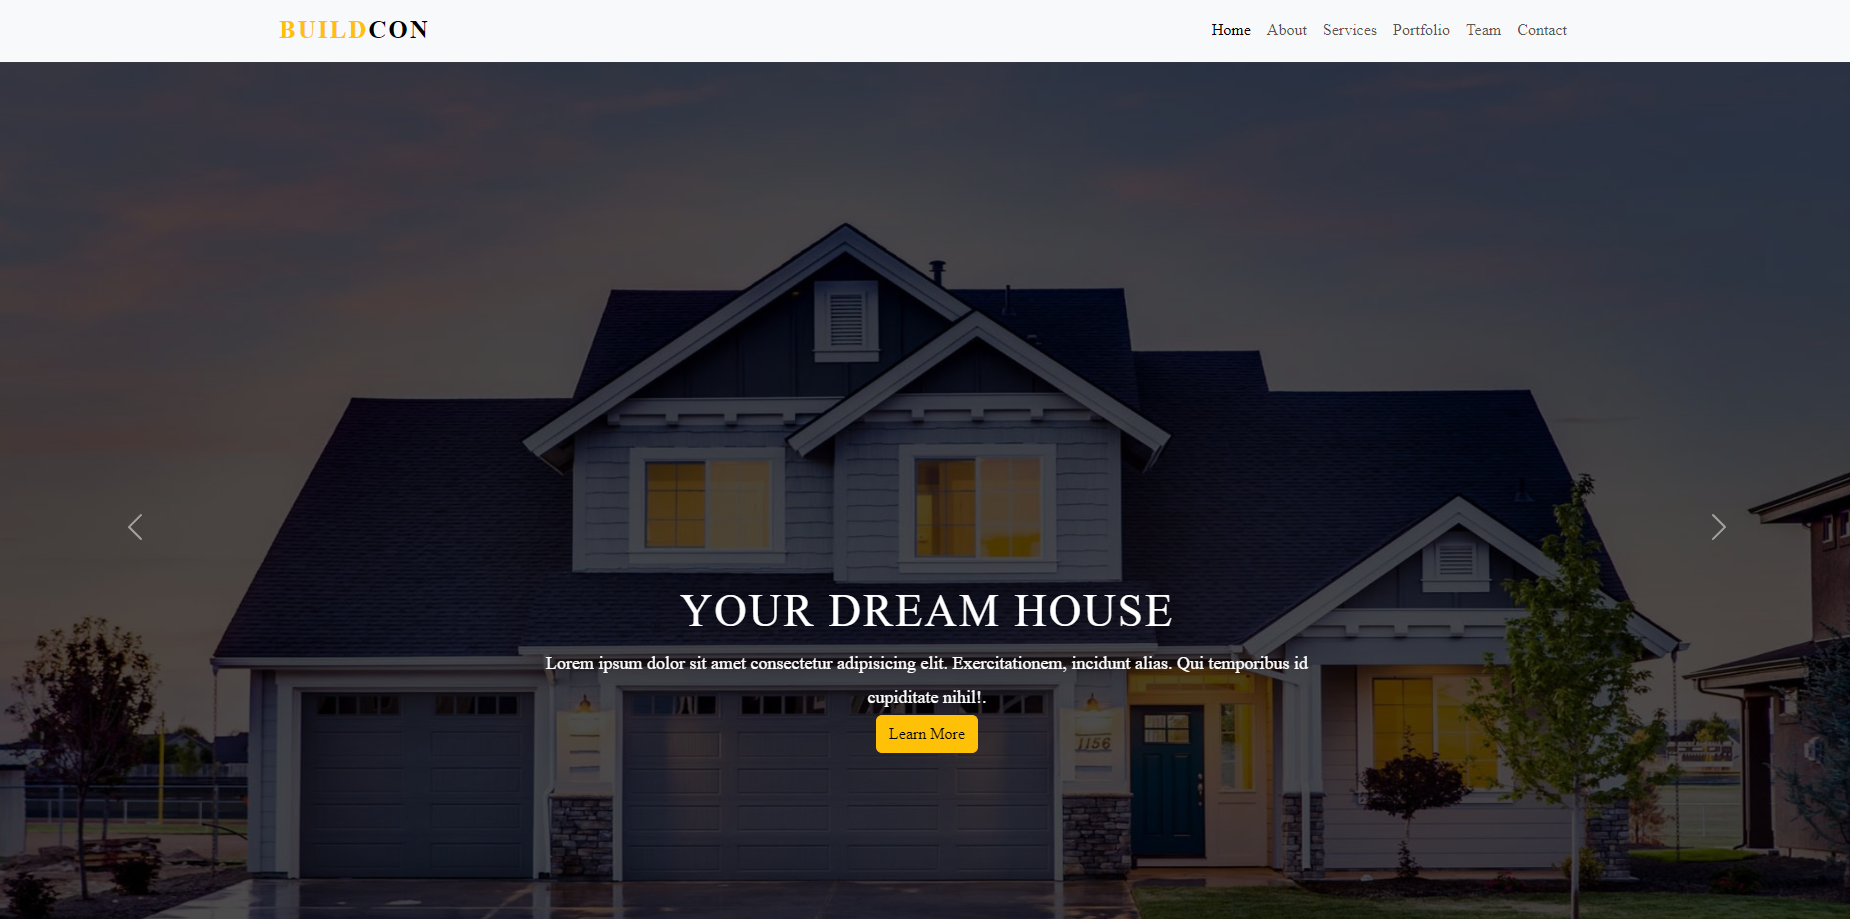 BUILDCON
Home About Services Portfolio Team Contact
YOUR DREAM HOUSE
Lorem ipsum dolor sit amet consectetur adipisicing elit. Exercitationem, incidunt alias. Qui temporibus id
cupiditate nihil!.
Learn More
1156